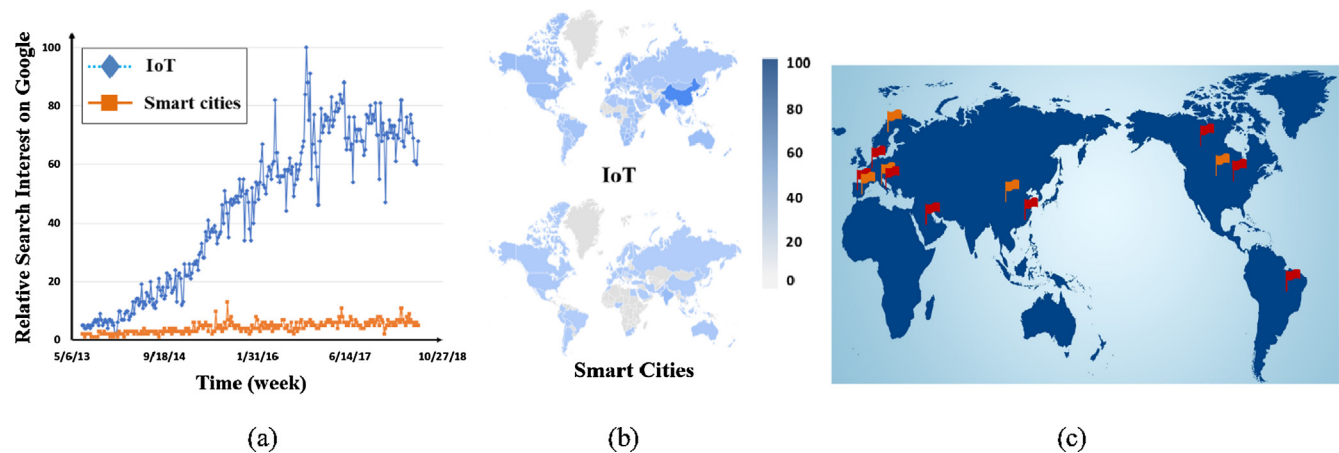 Relative Search Interest on Google
100
80
60
40
20
0
IoT
Smart cities
5/6/13 9/18/14 1/31/16 6/14/17 10/27/18
Time (week)
(a)
IoT
Smart Cities
100
80
60
40
20
0
(b)
(c)